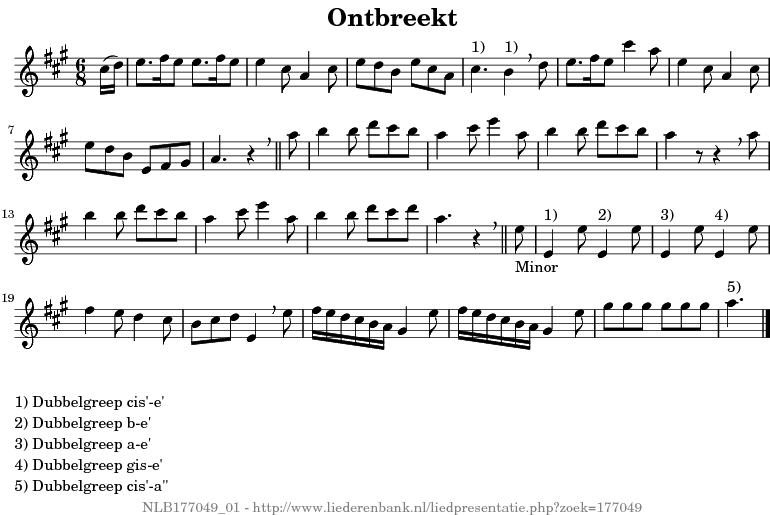 Ontbreekt
1) 1)
6
8
7
13
1) 2) 3) 4)
Minor
19
5)
1) Dubbelgreep cis'-e'
2) Dubbelgreep b-e'
3) Dubbelgreep a-e'
4) Dubbelgreep gis-e'
5) Dubbelgreep cis'-a"
NLB177049_01 - http://www.liederenbank.nl/liedpresentatie.php?zoek=177049